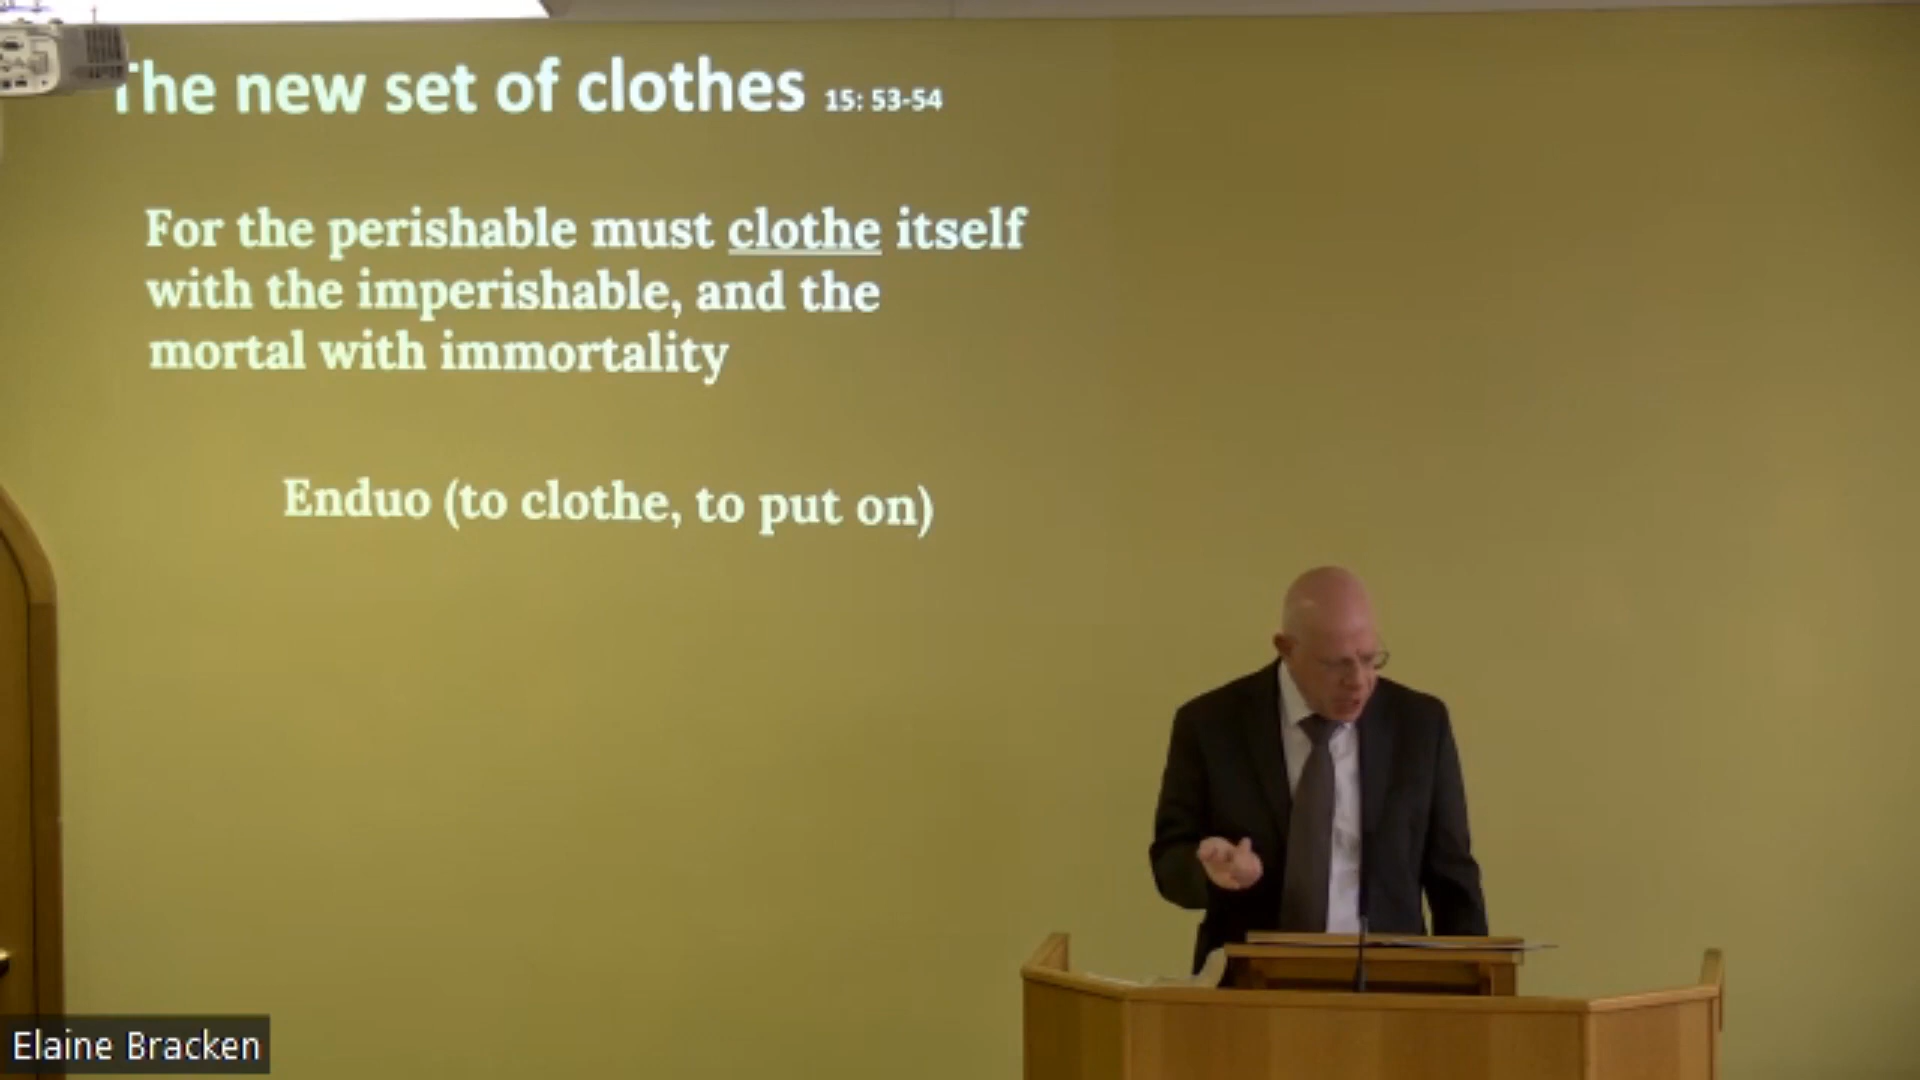 The new set of clothes 15: 53-54
For the perishable must clothe itself
with the imperishable, and the
mortal with immortality
Enduo (to clothe, to put on)
Elaine Bracken